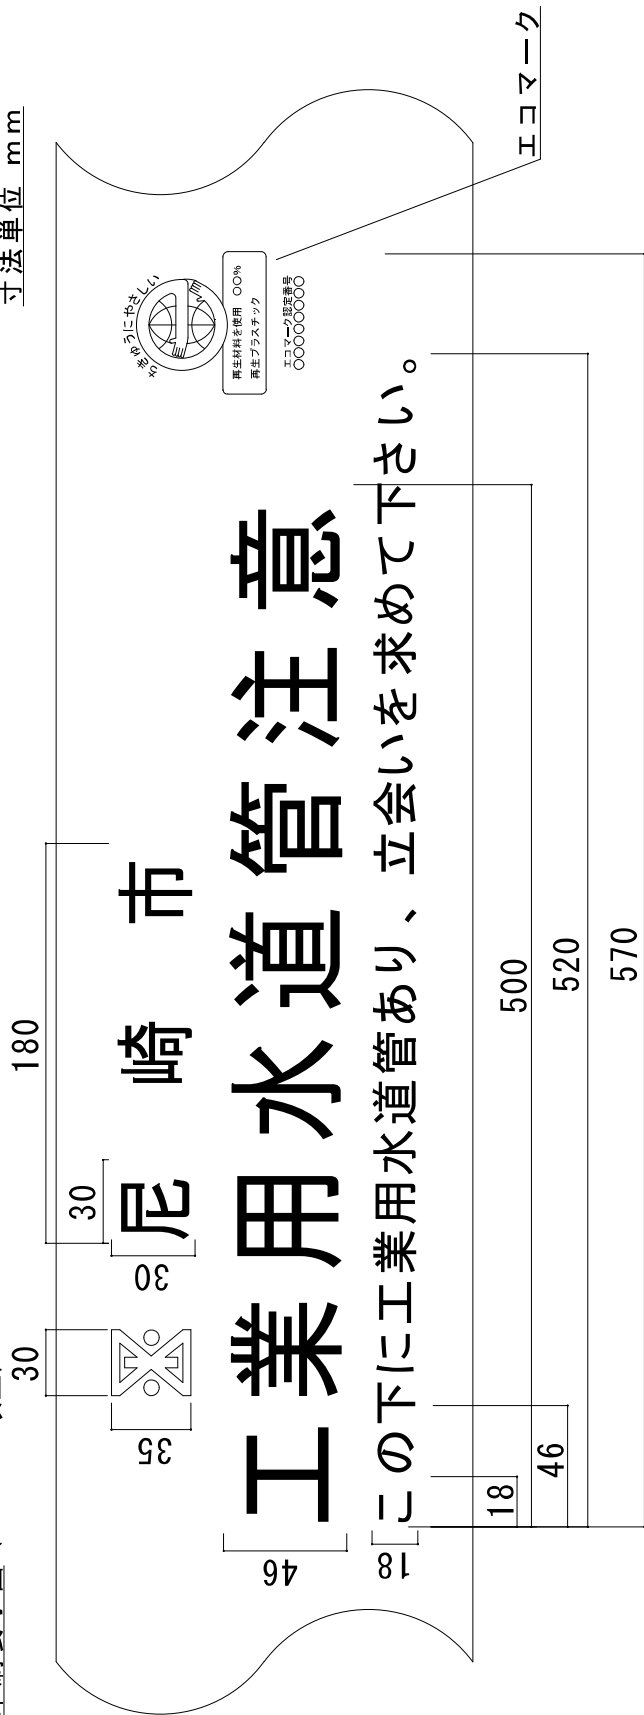 寸法単位 mm
エコマーク
180
30
30
30
35
尼崎市
ちきゅうにやさしい
再生材料を使用 ○○%
再生プラスチック
エコマーク認定番号
○○○○○○○○
工業用水道管注意
46
この下に工業用水道管あり、立会いを求めて下さい。
18
18
46
500
520
570